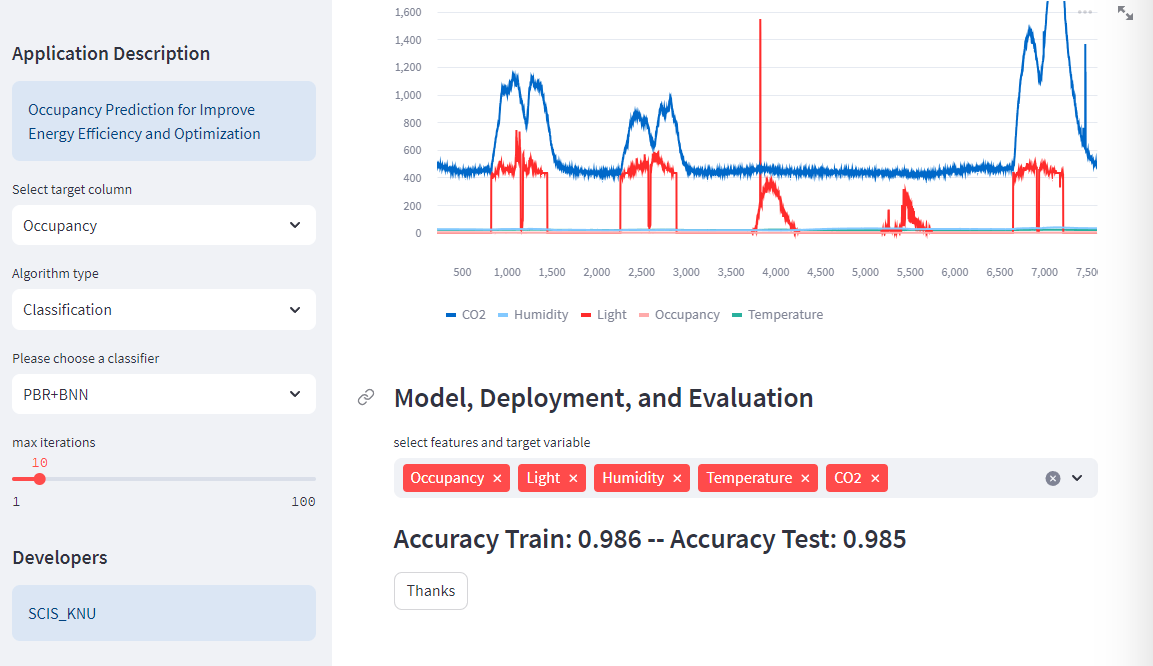 Application Description
Occupancy Prediction for Improve
Energy Efficiency and Optimization
Select target column
Occupancy
Algorithm type
Classification
Please choose a classifier
PBR+BNN
max iterations
10
1 100
Developers
SCIS_KNU
1,600
1,400
1,200
1,000
800
600
400
200
0
500 1,000 1,500 2,000 2,500 3,000 3,500 4,000 4,500 5,000 5,500 6,000 6,500 7,000 7,50
CO2 Humidity Light Occupancy Temperature
Model, Deployment, and Evaluation
select features and target variable
Occupancy × Light × Humidity × Temperature × CO2 ×
Accuracy Train: 0.986 -- Accuracy Test: 0.985
Thanks